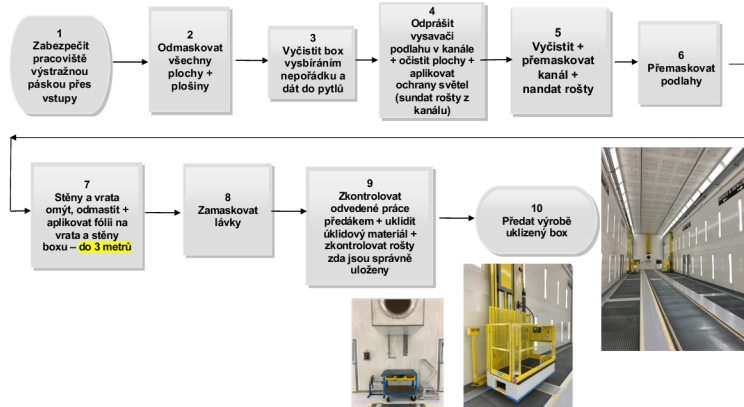 1
Zabezpečit
pracoviště
výstražnou
páskou přes
vstupy
2
Odmaskovat
všechny
plochy +
plošiny
3
Vyčistit box
vysbíráním
nepořádku a
dát do pytlů
4
Odprášit
vysavači
podlahu v kanále
+ očistit plochy +
aplikovat
ochrany světel
(sundat rošty z
kanálu)
5
Vyčistit +
přemaskovat
kanál +
nandat rošty
6
Přemaskovat
podlahy
7
Stěny a vrata
omýt, odmastit +
aplikovat fólii na
vrata a stěny
boxu – do 3 metrů
8
Zamaskovat
lávky
9
Zkontrolovat
odvedené práce
předákem + uklidit
úklidový materiál +
zkontrolovat rošty
zda jsou správně
uloženy
10
Předat výrobě
uklizený box